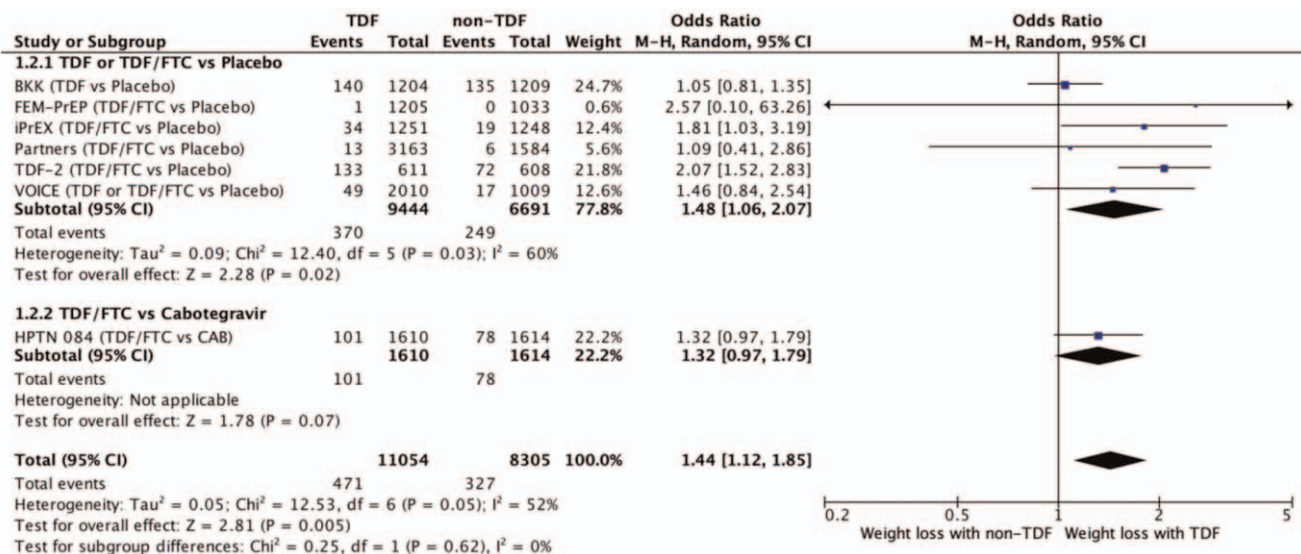 TDF non-TDF Odds Ratio Odds Ratio
Study or Subgroup Events Total Events Total Weight M-H, Random, 95% CI M-H, Random, 95% CI
1.2.1 TDF or TDF/FTC vs Placebo
BKK (TDF vs Placebo) 140 1204 135 1209 24.7% 1.05 [0.81, 1.35]
FEM-PrEP (TDF/FTC vs Placebo) 1 1205 0 1033 0.6% 2.57 [0.10, 63.26]
iPrEX (TDF/FTC vs Placebo) 34 1251 19 1248 12.4% 1.81 [1.03, 3.19]
Partners (TDF/FTC vs Placebo) 13 3163 6 1584 5.6% 1.09 [0.41, 2.86]
TDF-2 (TDF/FTC vs Placebo) 133 611 72 608 21.8% 2.07 [1.52, 2.83]
VOICE (TDF or TDF/FTC vs Placebo) 49 2010 17 1009 12.6% 1.46 [0.84, 2.54]
Subtotal (95% CI) 9444 6691 77.8% 1.48 [1.06, 2.07]
Total events 370 249
Heterogeneity: Tau² = 0.09; Chi² = 12.40, df = 5 (P = 0.03); I² = 60%
Test for overall effect: Z = 2.28 (P = 0.02)
1.2.2 TDF/FTC vs Cabotegravir
HPTN 084 (TDF/FTC vs CAB) 101 1610 78 1614 22.2% 1.32 [0.97, 1.79]
Subtotal (95% CI) 1610 1614 22.2% 1.32 [0.97, 1.79]
Total events 101 78
Heterogeneity: Not applicable
Test for overall effect: Z = 1.78 (P = 0.07)
Total (95% CI) 11054 8305 100.0% 1.44 [1.12, 1.85]
Total events 471 327
Heterogeneity: Tau² = 0.05; Chi² = 12.53, df = 6 (P = 0.05); I² = 52%
Test for overall effect: Z = 2.81 (P = 0.005)
Test for subgroup differences: Chi² = 0.25, df = 1 (P = 0.62), I² = 0%
0.2 0.5 1 2 5
Weight loss with non-TDF Weight loss with TDF